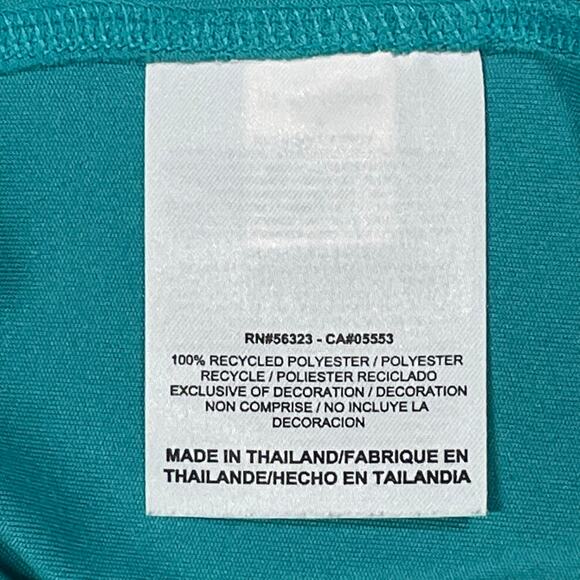 RN#56323 - CA#05553
100% RECYCLED POLYESTER / POLYESTER
RECYCLE / POLIESTER RECICLADO
EXCLUSIVE OF DECORATION / DECORATION
NON COMPRISE / NO INCLUYE LA
DECORACION
MADE IN THAILAND/FABRIQUE EN
THAILANDE/HECHO EN TAILANDIA